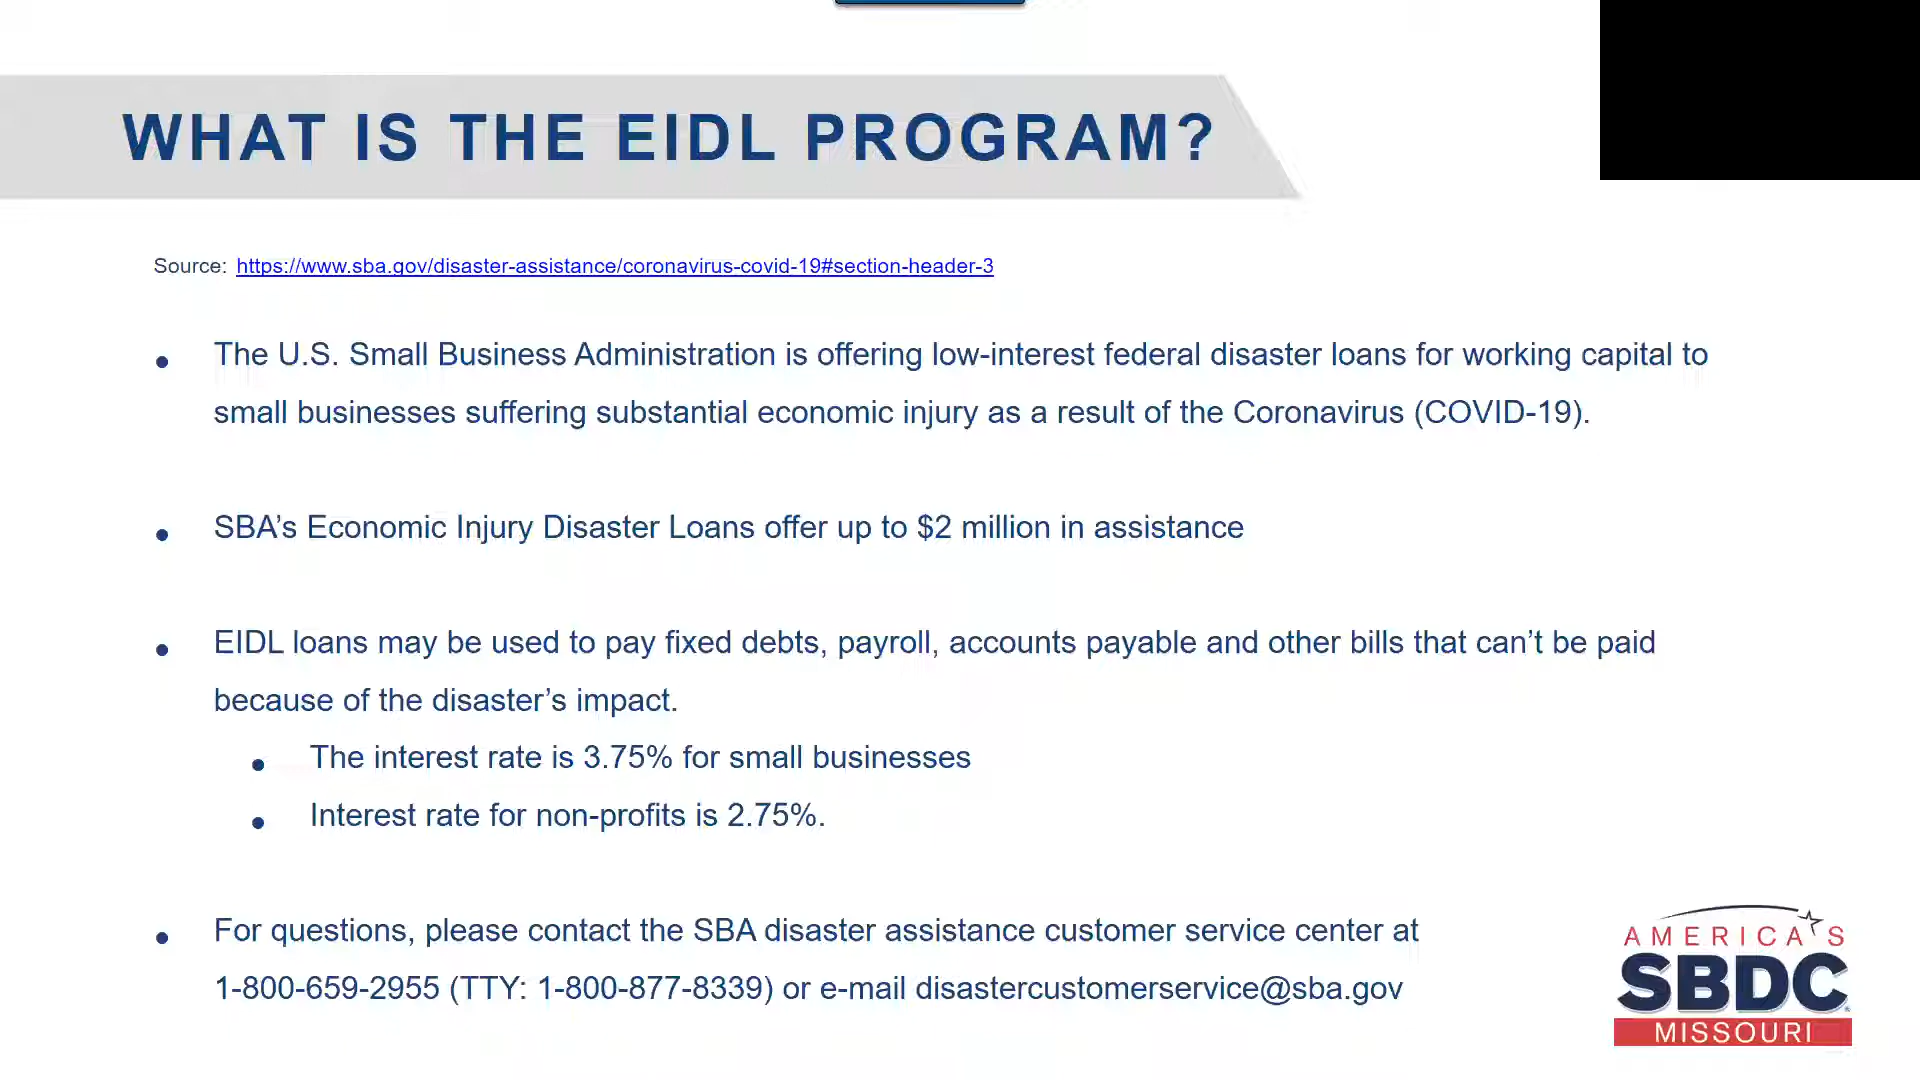 WHAT IS THE EIDL PROGRAM?
Source: https://www.sba.gov/disaster-assistance/coronavirus-covid-19#section-header-3
• The U.S. Small Business Administration is offering low-interest federal disaster loans for working capital to
small businesses suffering substantial economic injury as a result of the Coronavirus (COVID-19).
• SBA’s Economic Injury Disaster Loans offer up to $2 million in assistance
• EIDL loans may be used to pay fixed debts, payroll, accounts payable and other bills that can’t be paid
because of the disaster’s impact.
• The interest rate is 3.75% for small businesses
• Interest rate for non-profits is 2.75%.
• For questions, please contact the SBA disaster assistance customer service center at
1-800-659-2955 (TTY: 1-800-877-8339) or e-mail disastercustomerservice@sba.gov
AMERICA'S
SBDC
MISSOURI